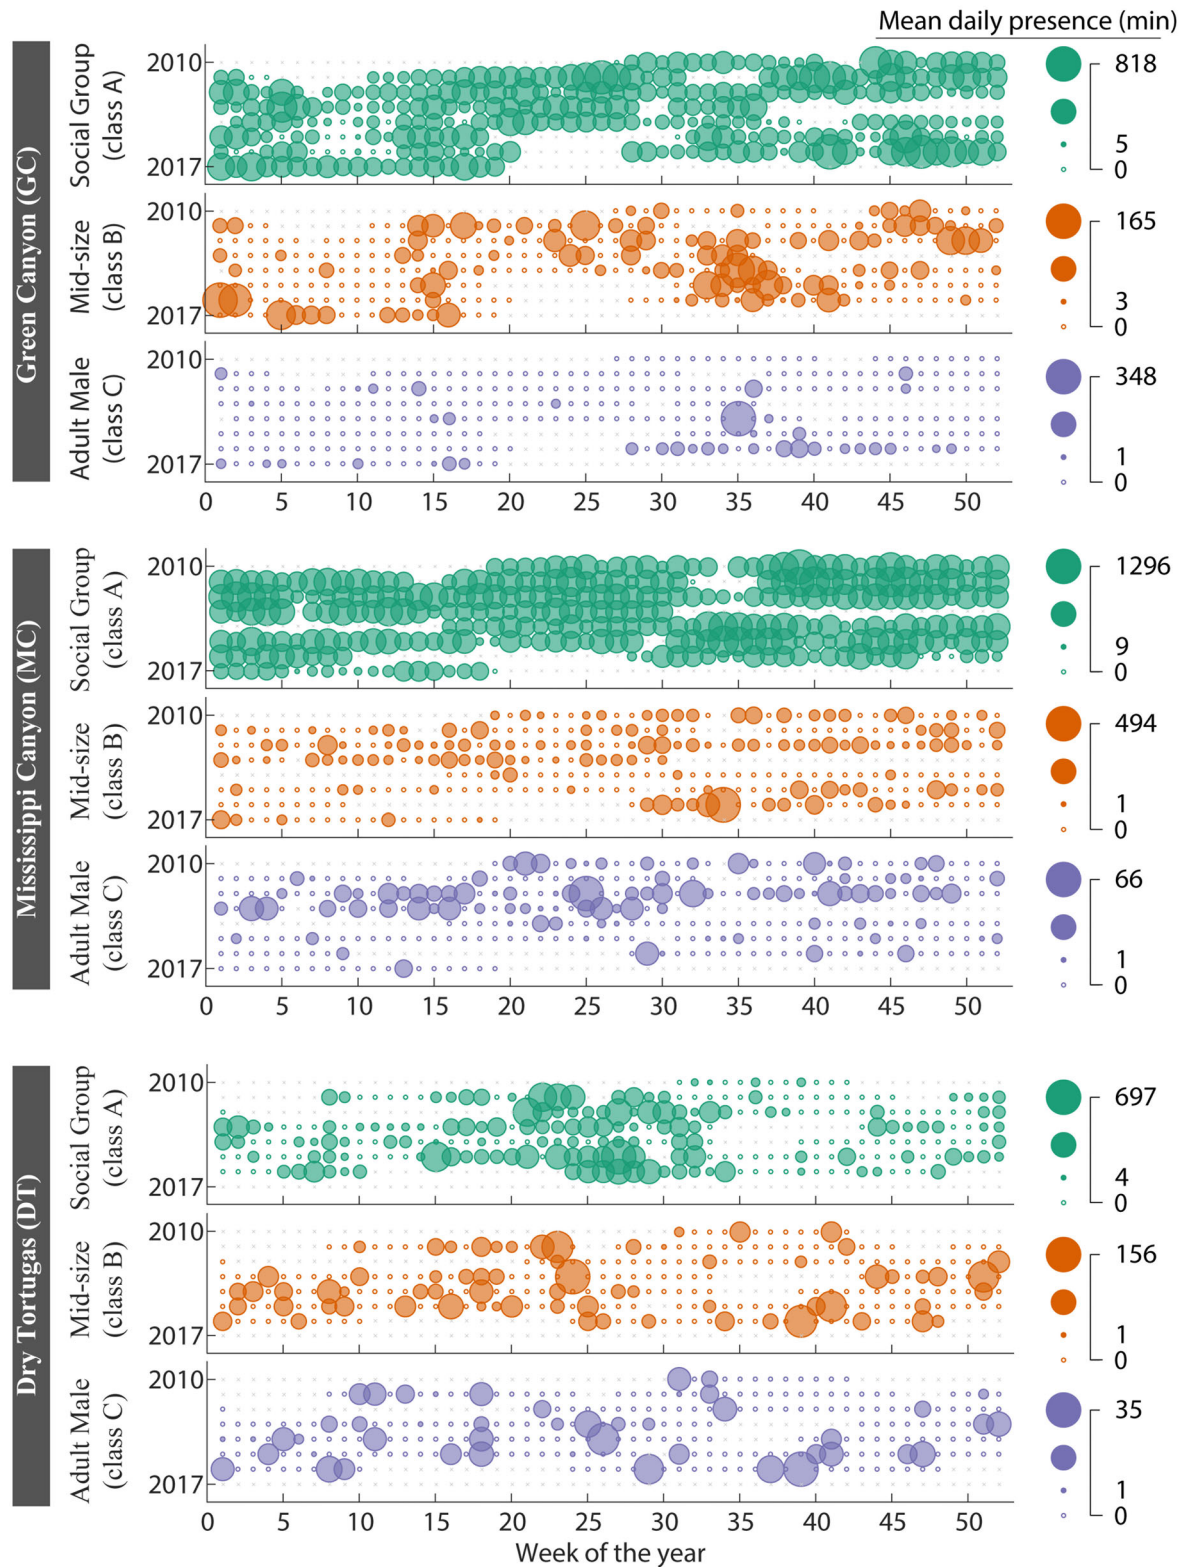 Mean daily presence (min)
Green Canyon (GC)
Social Group
(class A)
2010
2017
818
5
0
Mid-size
(class B)
2010
2017
165
3
0
Adult Male
(class C)
2010
2017
348
1
0
0 5 10 15 20 25 30 35 40 45 50
Mississippi Canyon (MC)
Social Group
(class A)
2010
2017
1296
9
0
Mid-size
(class B)
2010
2017
494
1
0
Adult Male
(class C)
2010
2017
66
1
0
0 5 10 15 20 25 30 35 40 45 50
Dry Tortugas (DT)
Social Group
(class A)
2010
2017
697
4
0
Mid-size
(class B)
2010
2017
156
1
0
Adult Male
(class C)
2010
2017
35
1
0
0 5 10 15 20 25 30 35 40 45 50
Week of the year